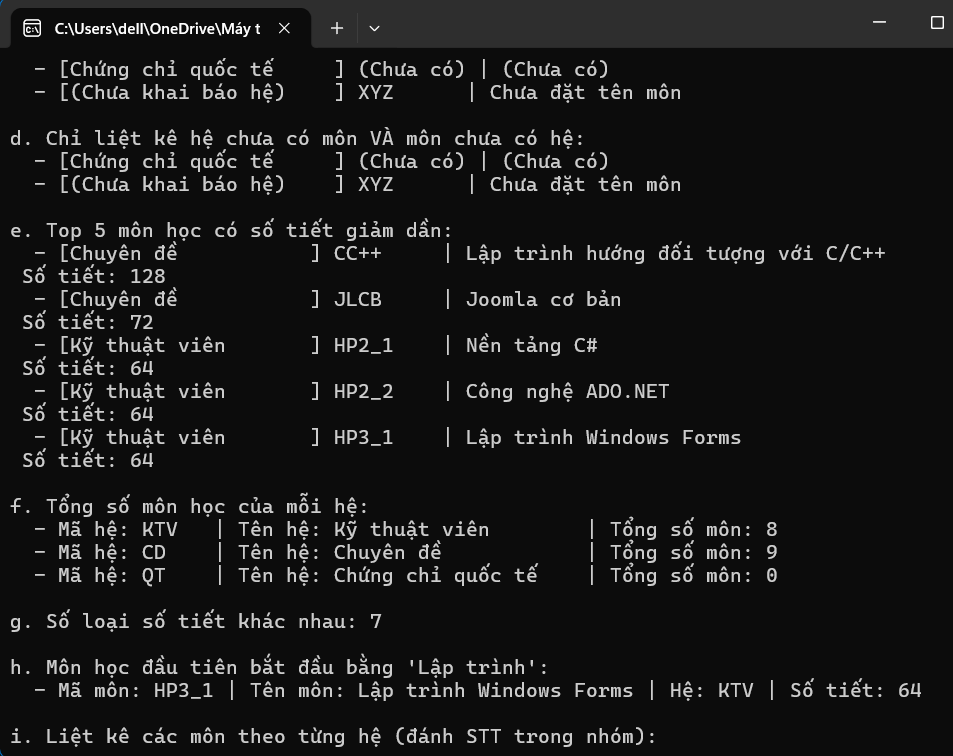 C:\Users\dell\OneDrive\Máy t
- [Chứng chỉ quốc tế     ] (Chưa có) | (Chưa có)
- [(Chưa khai báo hệ)    ] XYZ      | Chưa đặt tên môn
d. Chỉ liệt kê hệ chưa có môn VÀ môn chưa có hệ:
- [Chứng chỉ quốc tế     ] (Chưa có) | (Chưa có)
- [(Chưa khai báo hệ)    ] XYZ      | Chưa đặt tên môn
e. Top 5 môn học có số tiết giảm dần:
- [Chuyên đề           ] CC++     | Lập trình hướng đối tượng với C/C++
Số tiết: 128
- [Chuyên đề           ] JLCB     | Joomla cơ bản
Số tiết: 72
- [Kỹ thuật viên       ] HP2_1    | Nền tảng C#
Số tiết: 64
- [Kỹ thuật viên       ] HP2_2    | Công nghệ ADO.NET
Số tiết: 64
- [Kỹ thuật viên       ] HP3_1    | Lập trình Windows Forms
Số tiết: 64
f. Tổng số môn học của mỗi hệ:
- Mã hệ: KTV   | Tên hệ: Kỹ thuật viên        | Tổng số môn: 8
- Mã hệ: CD    | Tên hệ: Chuyên đề            | Tổng số môn: 9
- Mã hệ: QT    | Tên hệ: Chứng chỉ quốc tế    | Tổng số môn: 0
g. Số loại số tiết khác nhau: 7
h. Môn học đầu tiên bắt đầu bằng 'Lập trình':
- Mã môn: HP3_1 | Tên môn: Lập trình Windows Forms | Hệ: KTV | Số tiết: 64
i. Liệt kê các môn theo từng hệ (đánh STT trong nhóm):